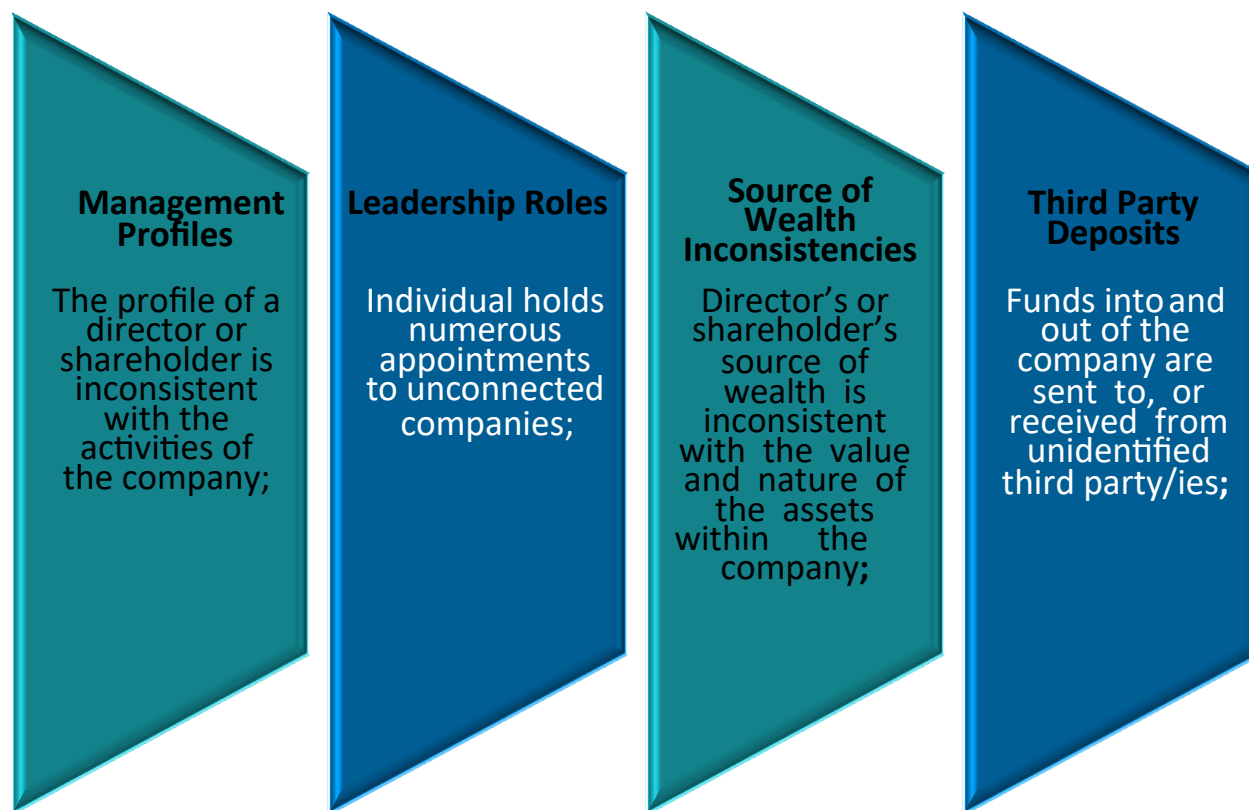 Management
Profiles
The profile of a
director or
shareholder is
inconsistent
with the
activities of
the company;
Leadership Roles
Individual holds
numerous
appointments
to unconnected
companies;
Source of
Wealth
Inconsistencies
Director’s or
shareholder’s
source of
wealth is
inconsistent
with the value
and nature of
the assets
within the
company;
Third Party
Deposits
Funds into and
out of the
company are
sent to, or
received from
unidentified
third party/ies;